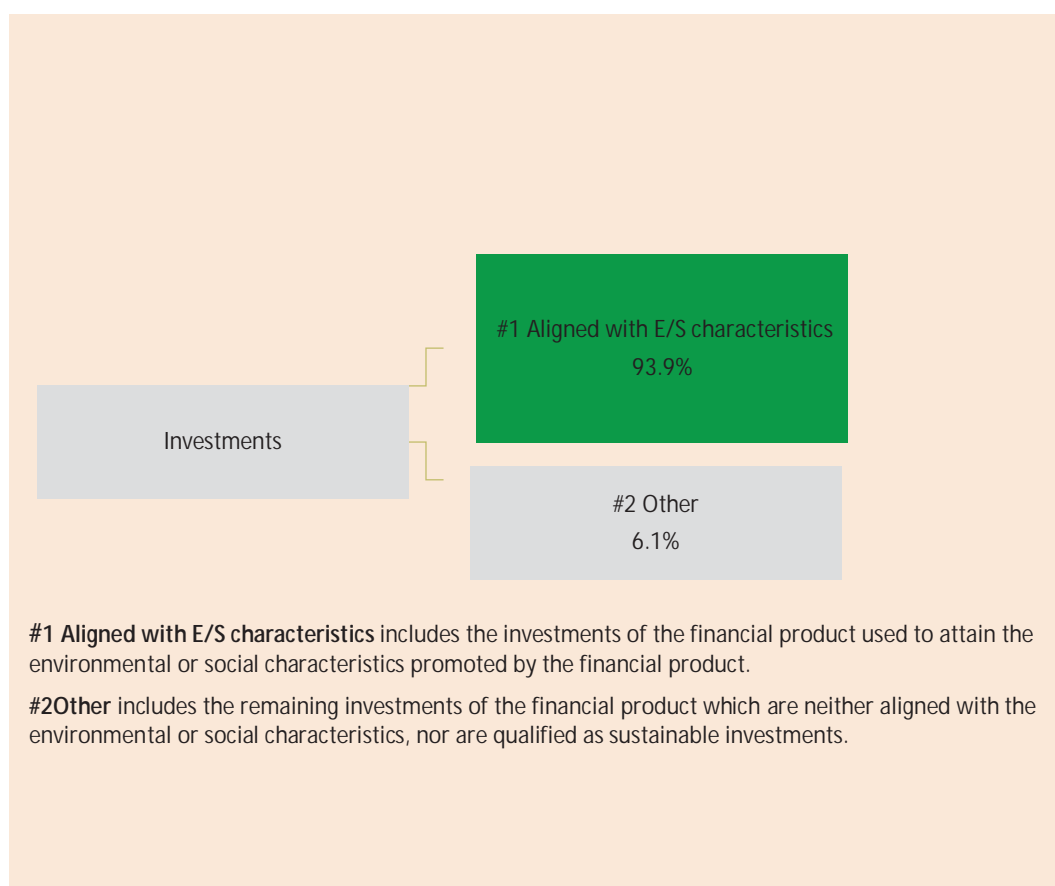 #1 Aligned with E/S characteristics
93.9%
Investments
#2 Other
6.1%
#1 Aligned with E/S characteristics includes the investments of the financial product used to attain the
environmental or social characteristics promoted by the financial product.
#2Other includes the remaining investments of the financial product which are neither aligned with the
environmental or social characteristics, nor are qualified as sustainable investments.